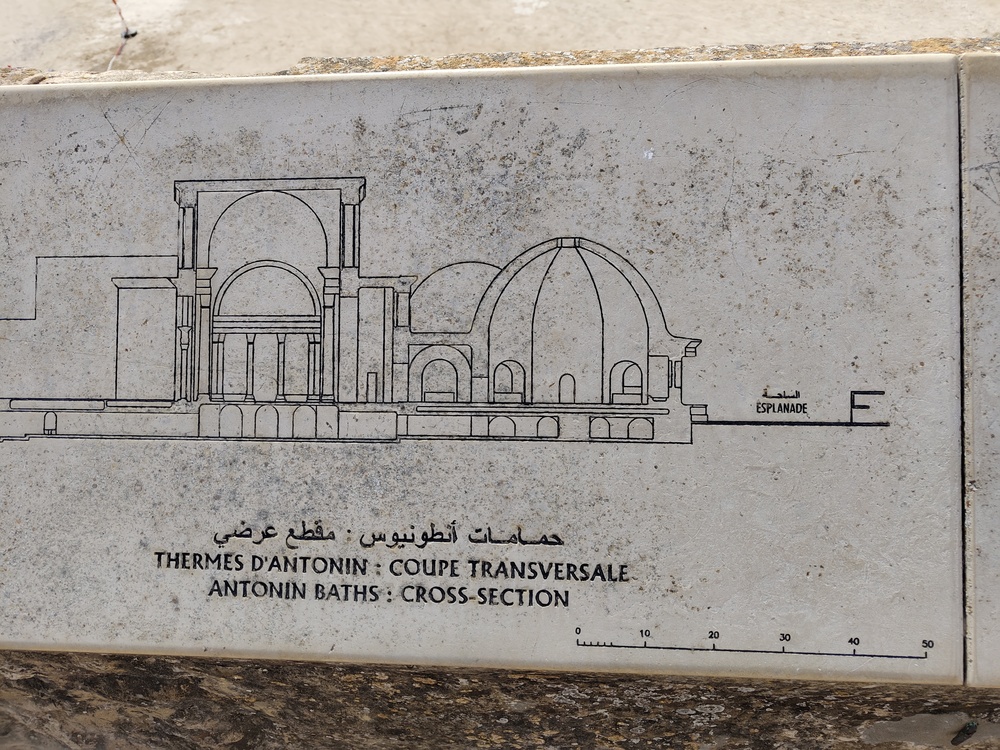 الساحة
ESPLANADE
حمـامـات أنطونيوس : مقطع عرضي
THERMES D'ANTONIN : COUPE TRANSVERSALE
ANTONIN BATHS : CROSS-SECTION
0 10 20 30 40 50